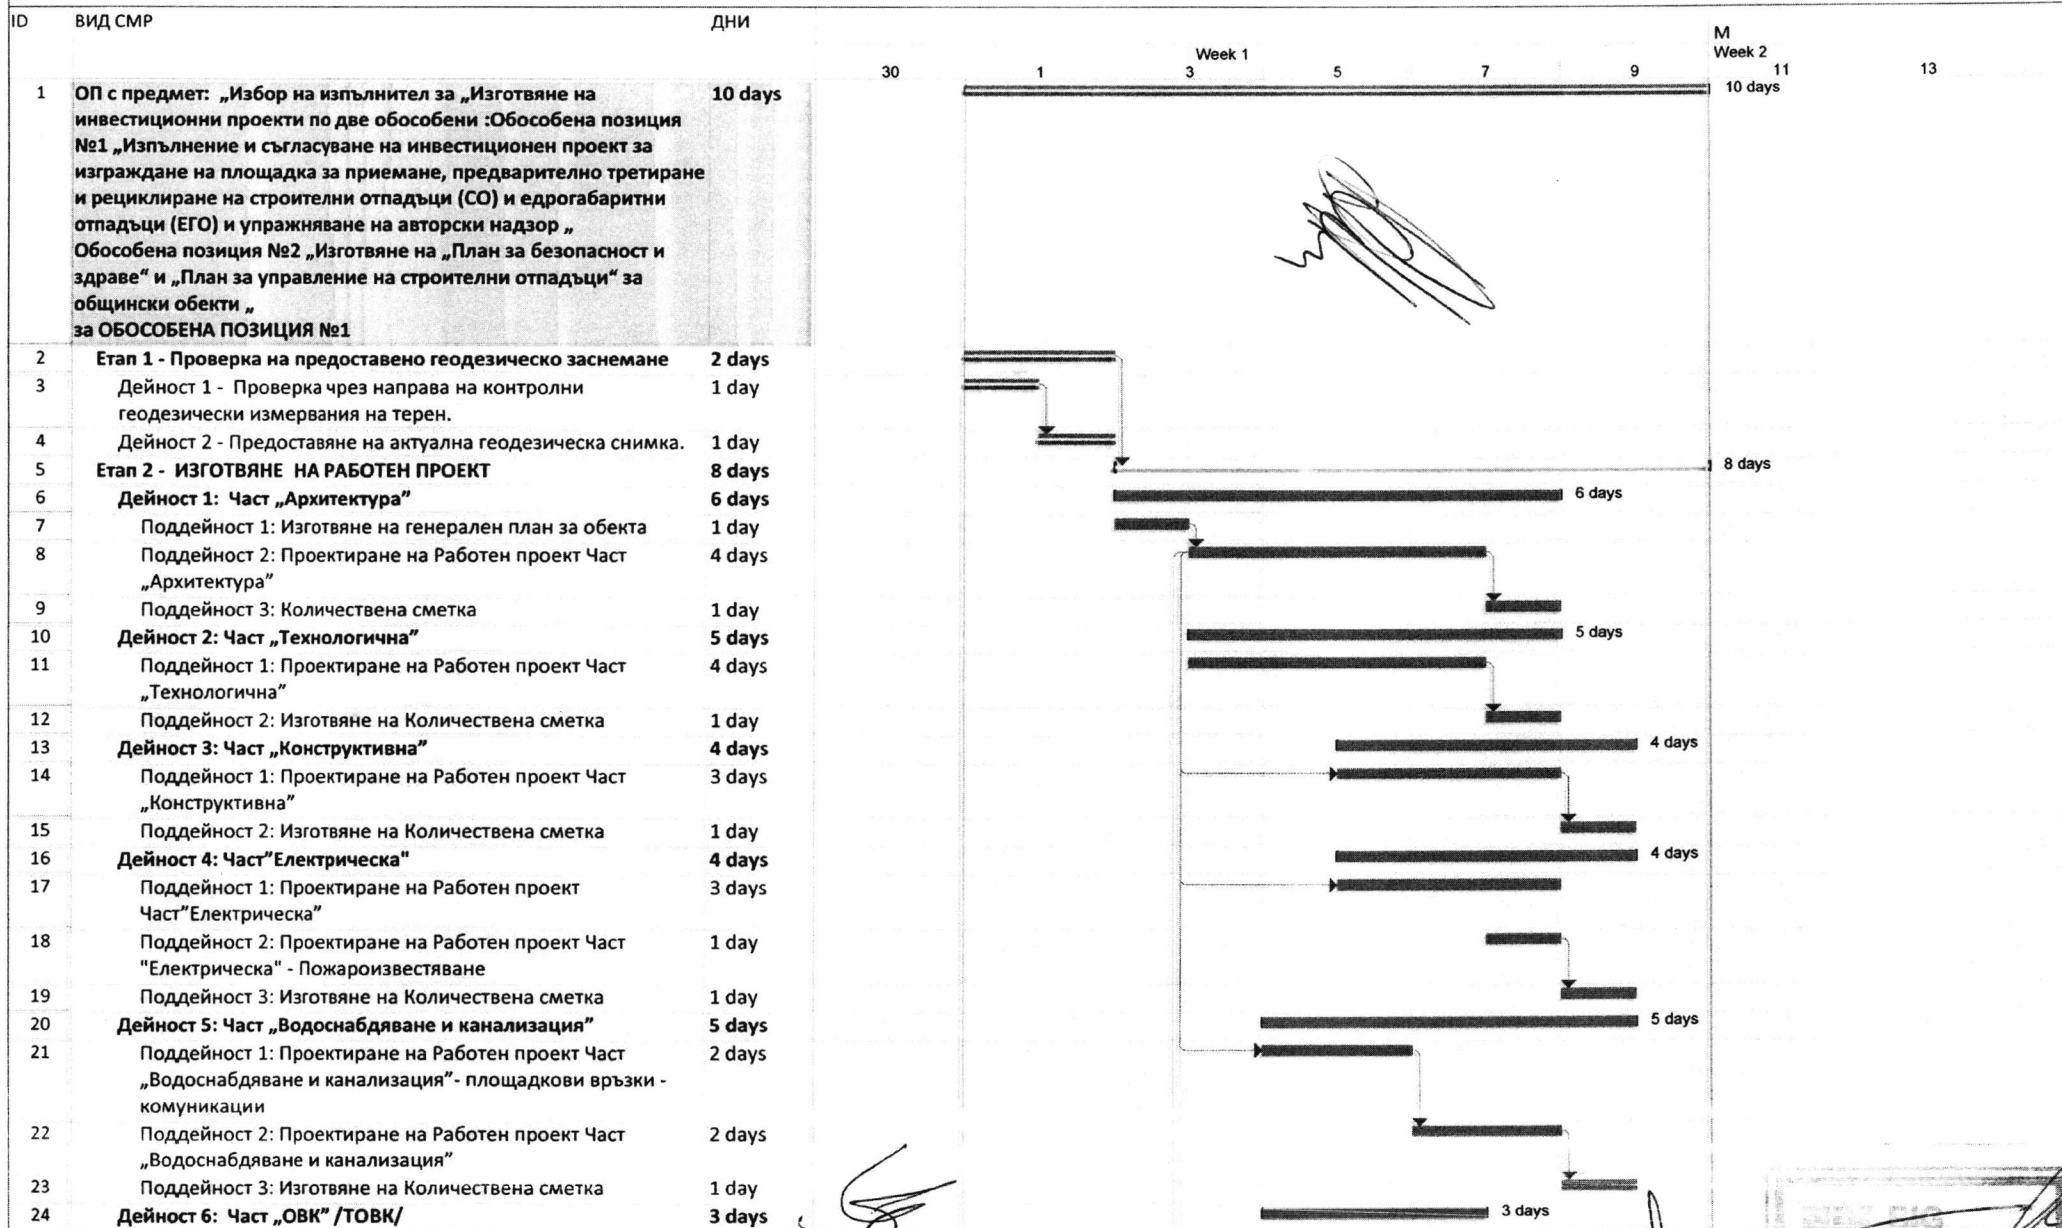 ID ВИД СМР ДНИ
M
Week 1 Week 2
30 1 3 5 7 9 11 13
1 ОП с предмет: „Избор на изпълнител за „Изготвяне на 10 days 10 days
инвестиционни проекти по две обособени :Обособена позиция
№1 „Изпълнение и съгласуване на инвестиционен проект за
изграждане на площадка за приемане, предварително третиране
и рециклиране на строителни отпадъци (СО) и едрогабаритни
отпадъци (ЕГО) и упражняване на авторски надзор „
Обособена позиция №2 „Изготвяне на „План за безопасност и
здраве“ и „План за управление на строителни отпадъци“ за
общински обекти „
за ОБОСОБЕНА ПОЗИЦИЯ №1
2 Етап 1 - Проверка на предоставено геодезическо заснемане 2 days
3 Дейност 1 - Проверка чрез направа на контролни 1 day
геодезически измервания на терен.
4 Дейност 2 - Предоставяне на актуална геодезическа снимка. 1 day
5 Етап 2 - ИЗГОТВЯНЕ НА РАБОТЕН ПРОЕКТ 8 days 8 days
6 Дейност 1: Част „Архитектура” 6 days 6 days
7 Поддейност 1: Изготвяне на генерален план за обекта 1 day
8 Поддейност 2: Проектиране на Работен проект Част 4 days
„Архитектура”
9 Поддейност 3: Количествена сметка 1 day
10 Дейност 2: Част „Технологична” 5 days 5 days
11 Поддейност 1: Проектиране на Работен проект Част 4 days
„Технологична”
12 Поддейност 2: Изготвяне на Количествена сметка 1 day
13 Дейност 3: Част „Конструктивна” 4 days 4 days
14 Поддейност 1: Проектиране на Работен проект Част 3 days
„Конструктивна”
15 Поддейност 2: Изготвяне на Количествена сметка 1 day
16 Дейност 4: Част”Електрическа" 4 days 4 days
17 Поддейност 1: Проектиране на Работен проект 3 days
Част”Електрическа”
18 Поддейност 2: Проектиране на Работен проект Част 1 day
"Електрическа" - Пожароизвестяване
19 Поддейност 3: Изготвяне на Количествена сметка 1 day
20 Дейност 5: Част „Водоснабдяване и канализация” 5 days 5 days
21 Поддейност 1: Проектиране на Работен проект Част 2 days
„Водоснабдяване и канализация”- площадкови връзки -
комуникации
22 Поддейност 2: Проектиране на Работен проект Част 2 days
„Водоснабдяване и канализация”
23 Поддейност 3: Изготвяне на Количествена сметка 1 day
24 Дейност 6: Част „ОВК” /ТОВК/ 3 days 3 days